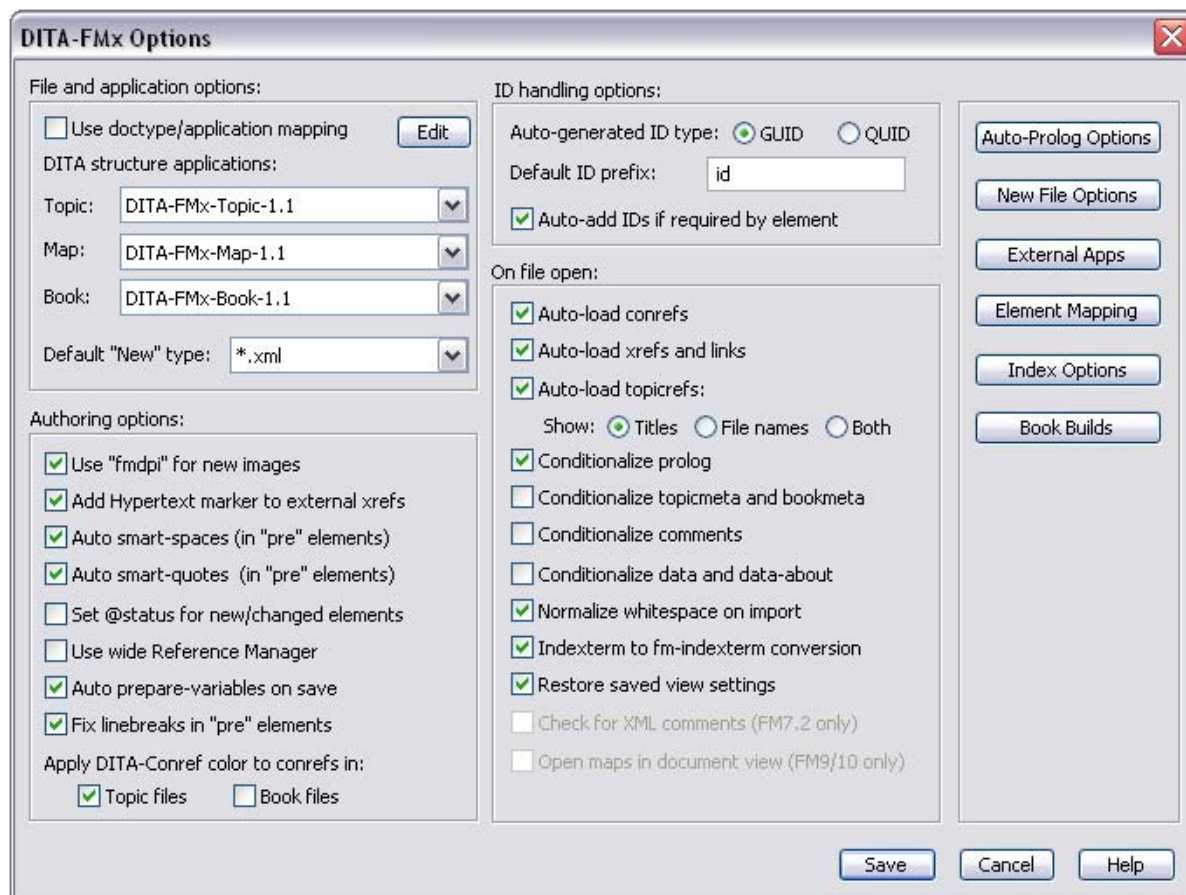 DITA-FMx Options
File and application options:
Use doctype/application mapping
Edit
DITA structure applications:
Topic: DITA-FMx-Topic-1.1
Map: DITA-FMx-Map-1.1
Book: DITA-FMx-Book-1.1
Default "New" type: *.xml
Authoring options:
Use "fmdpi" for new images
Add Hypertext marker to external xrefs
Auto smart-spaces (in "pre" elements)
Auto smart-quotes (in "pre" elements)
Set @status for new/changed elements
Use wide Reference Manager
Auto prepare-variables on save
Fix linebreaks in "pre" elements
Apply DITA-Conref color to conrefs in:
Topic files Book files
ID handling options:
Auto-generated ID type: GUID QUID
Default ID prefix: id
Auto-add IDs if required by element
On file open:
Auto-load conrefs
Auto-load xrefs and links
Auto-load topicrefs:
Show: Titles File names Both
Conditionalize prolog
Conditionalize topicmeta and bookmeta
Conditionalize comments
Conditionalize data and data-about
Normalize whitespace on import
Indexterm to fm-indexterm conversion
Restore saved view settings
Check for XML comments (FM7.2 only)
Open maps in document view (FM9/10 only)
Auto-Prolog Options
New File Options
External Apps
Element Mapping
Index Options
Book Builds
Save Cancel Help